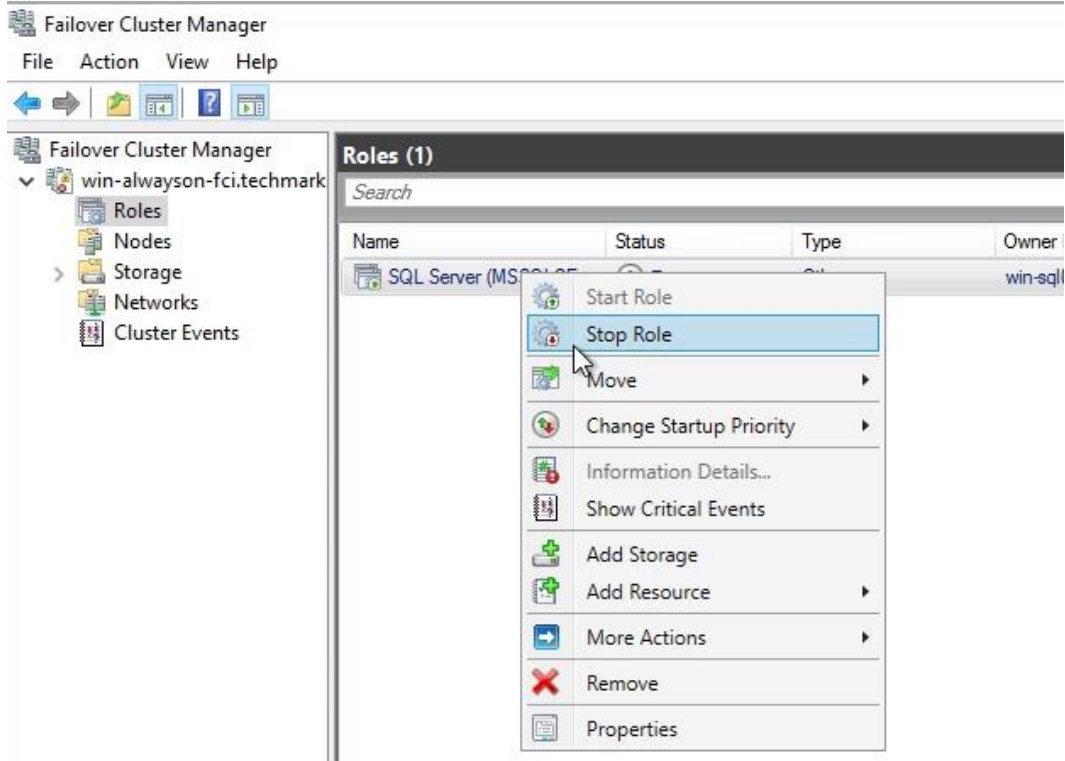 Failover Cluster Manager
File Action View Help
Failover Cluster Manager
win-alwayson-fci.techmark
Roles
Nodes
Storage
Networks
Cluster Events
Roles (1)
Search
Name Status Type Owner
SQL Server win-sql
Start Role
Stop Role
Move
Change Startup Priority
Information Details...
Show Critical Events
Add Storage
Add Resource
More Actions
Remove
Properties